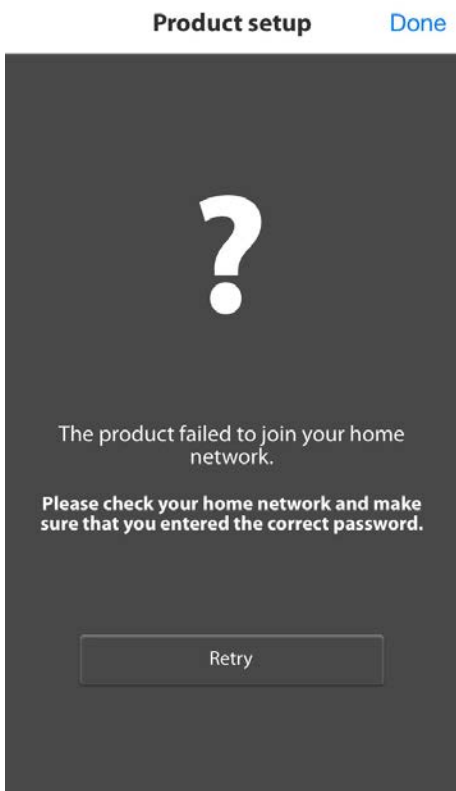 Product setup Done
?
The product failed to join your home
network.
Please check your home network and make
sure that you entered the correct password.
Retry